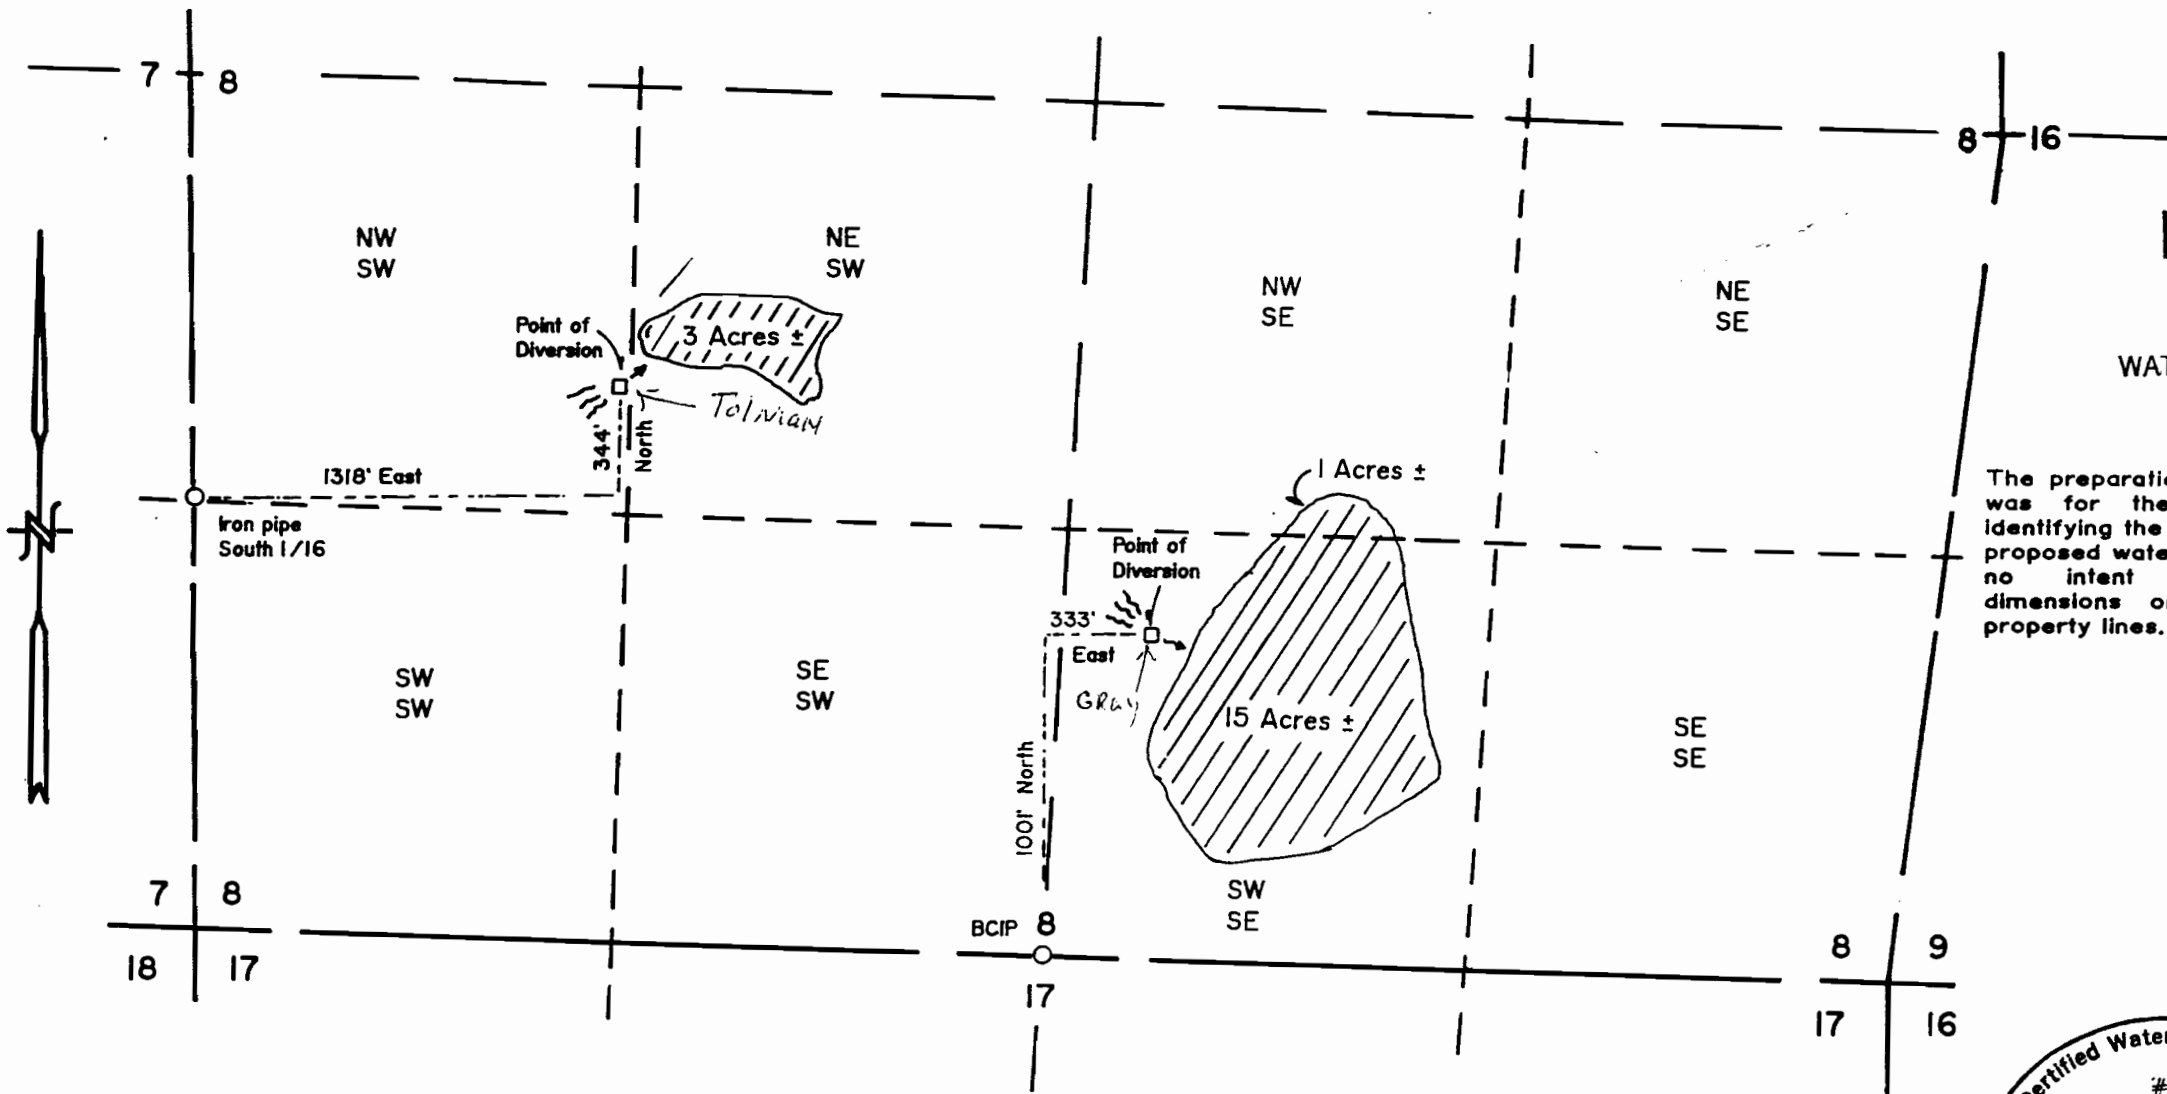 7 8
8 16
NW
SW
NE
SW
NW
SE
NE
SE
Point of
Diversion
3 Acres ±
Tolman
344'
North
1318' East
Iron pipe
South 1/16
1 Acres ±
Point of
Diversion
333'
East
GRay
15 Acres ±
1001' North
SW
SW
SE
SW
SE
SE
SW
SE
7 8
18 17
BCIP 8
17
8 9
17 16
N
WAT
The preparatio
was for the
identifying the
proposed wate
no intent
dimensions o
property lines.
ertified Water
#